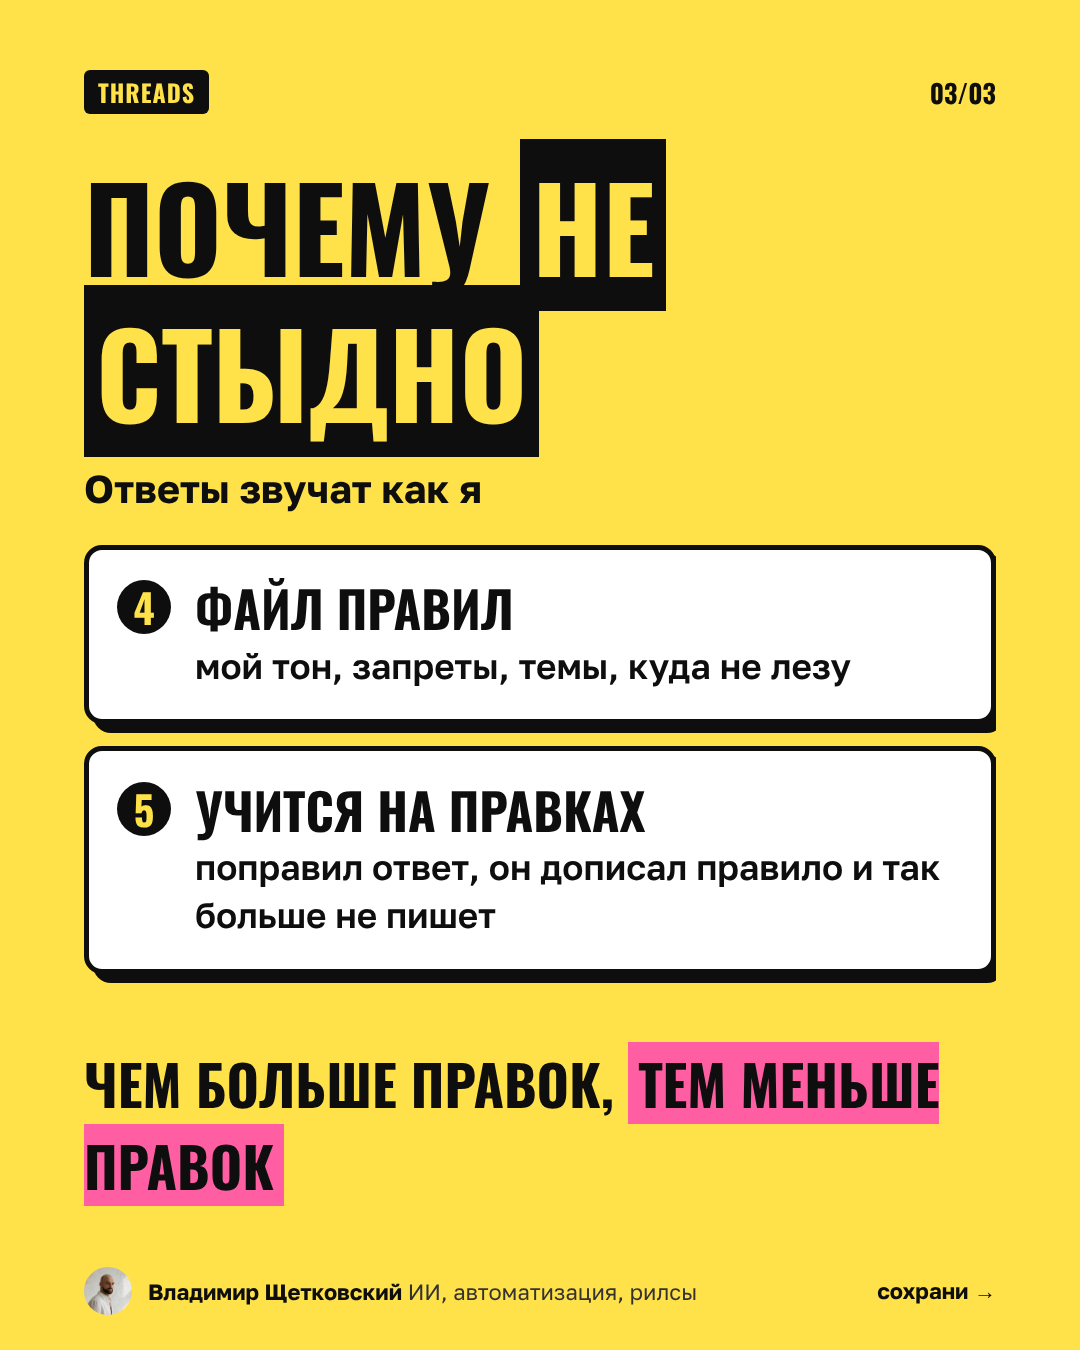 THREADS
03/03
ПОЧЕМУ НЕ
СТЫДНО
Ответы звучат как я
4 ФАЙЛ ПРАВИЛ
мой тон, запреты, темы, куда не лезу
5 УЧИТСЯ НА ПРАВКАХ
поправил ответ, он дописал правило и так
больше не пишет
ЧЕМ БОЛЬШЕ ПРАВОК, ТЕМ МЕНЬШЕ
ПРАВОК
Владимир Щетковский ИИ, автоматизация, рилсы
сохрани →